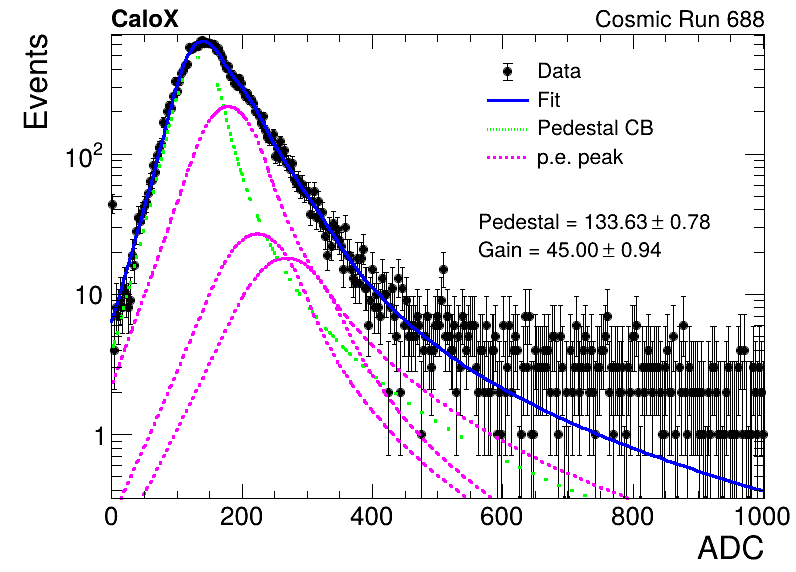 CaloX Cosmic Run 688
Events
Data
Fit
Pedestal CB
p.e. peak
Pedestal = 133.63 ± 0.78
Gain = 45.00 ± 0.94
10²
10
1
0 200 400 600 800 1000
ADC